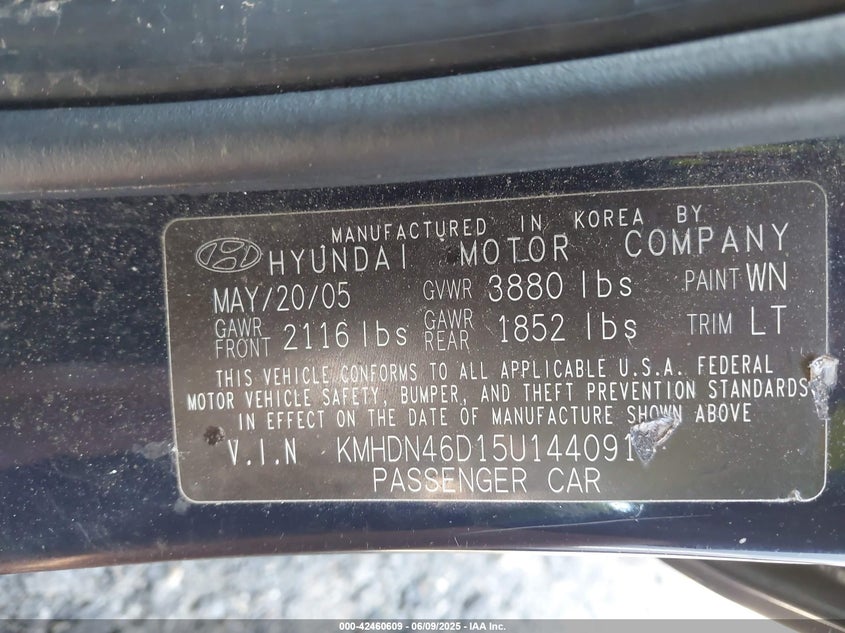 MANUFACTURED IN KOREA BY
HYUNDAI MOTOR COMPANY
MAY/20/05 GVWR 3880 lbs PAINT WN
GAWR FRONT 2116 lbs GAWR REAR 1852 lbs TRIM LT
THIS VEHICLE CONFORMS TO ALL APPLICABLE U.S.A. FEDERAL
MOTOR VEHICLE SAFETY, BUMPER, AND THEFT PREVENTION STANDARDS
IN EFFECT ON THE DATE OF MANUFACTURE SHOWN ABOVE
V.I.N KMHDN46D15U144091
PASSENGER CAR
000-42460609 | 06/09/2025 - IAA Inc.